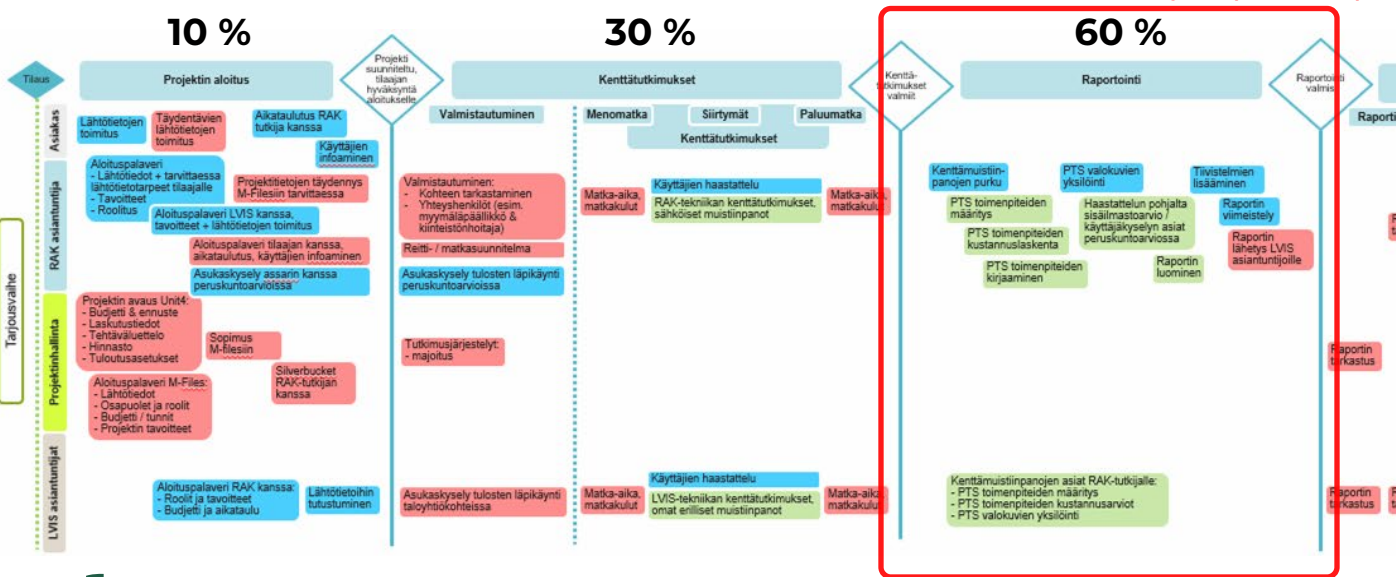 10 %
30 %
60 %
Tilaus
Projektin aloitus
Projekti
suunniteltu,
tilaajan
hyväksyntä
aloitukselle
Kenttätutkimukset
Kenttä-
tutkimukset
valmiit
Raportointi
Raportointi
valmis
Valmistautuminen
Menomatka
Siirtymät
Paluumatka
Kenttätutkimukset
Raporti
Tarjousvaihe
Asiakas
Lähtötietojen
toimitus
Täydentävien
lähtötietojen
toimitus
Aikataulutus RAK
tutkija kanssa
Käyttäjien
infoaminen
RAK asiantuntija
Aloituspalaveri
- Lähtötiedot + tarvittaessa
lähtötietotarpeet tilaajalle
- Tavoitteet
- Roolitus
Projektitietojen täydennys
M-Filesiin tarvittaessa
Aloituspalaveri LVIS kanssa,
tavoitteet + lähtötietojen toimitus
Aloituspalaveri tilaajan kanssa,
aikataulutus, käyttäjien infoaminen
Asukaskysely assarin kanssa
peruskuntoarvioissa
Valmistautuminen:
- Kohteen tarkastaminen
- Yhteyshenkilöt (esim.
myymäläpäällikkö &
kiinteistönhoitaja)
Reitti- / matkasuunnitelma
Asukaskysely tulosten läpikäynti
peruskuntoarvioissa
Matka-aika,
matkakulut
Käyttäjien haastattelu
RAK-tekniikan kenttätutkimukset,
sähköiset muistiinpanot
Matka-aika,
matkakulut
Kenttämuistiin-
panojen purku
PTS toimenpiteiden
määritys
PTS toimenpiteiden
kustannuslaskenta
PTS toimenpiteiden
kirjaaminen
PTS valokuvien
yksilöinti
Haastattelun pohjalta
sisäilmastoarvio /
käyttäjäkyselyn asiat
peruskuntoarviossa
Raportin
luominen
Tiivistelmien
lisääminen
Raportin
viimeistely
Raportin
lähetys LVIS
asiantuntijoille
Projektinhallinta
Projektin avaus Unit4:
- Budjetti & ennuste
- Laskutustiedot
- Tehtäväluettelo
- Hinnasto
- Tuloutusasetukset
Sopimus
M-filesiin
Silverbucket
RAK-tutkijan
kanssa
Aloituspalaveri M-Files:
- Lähtötiedot
- Osapuolet ja roolit
- Budjetti / tunnit
- Projektin tavoitteet
Tutkimusjärjestelyt:
- majoitus
Raportin
tarkastus
LVIS asiantuntijat
Aloituspalaveri RAK kanssa:
- Roolit ja tavoitteet
- Budjetti ja aikataulu
Lähtötietoihin
tutustuminen
Asukaskysely tulosten läpikäynti
taloyhtiökohteissa
Matka-aika,
matkakulut
Käyttäjien haastattelu
LVIS-tekniikan kenttätutkimukset,
omat erilliset muistiinpanot
Matka-aika,
matkakulut
Kenttämuistiinpanojen asiat RAK-tutkijalle:
- PTS toimenpiteiden määritys
- PTS toimenpiteiden kustannusarviot
- PTS valokuvien yksilöinti
Raportin
tarkastus